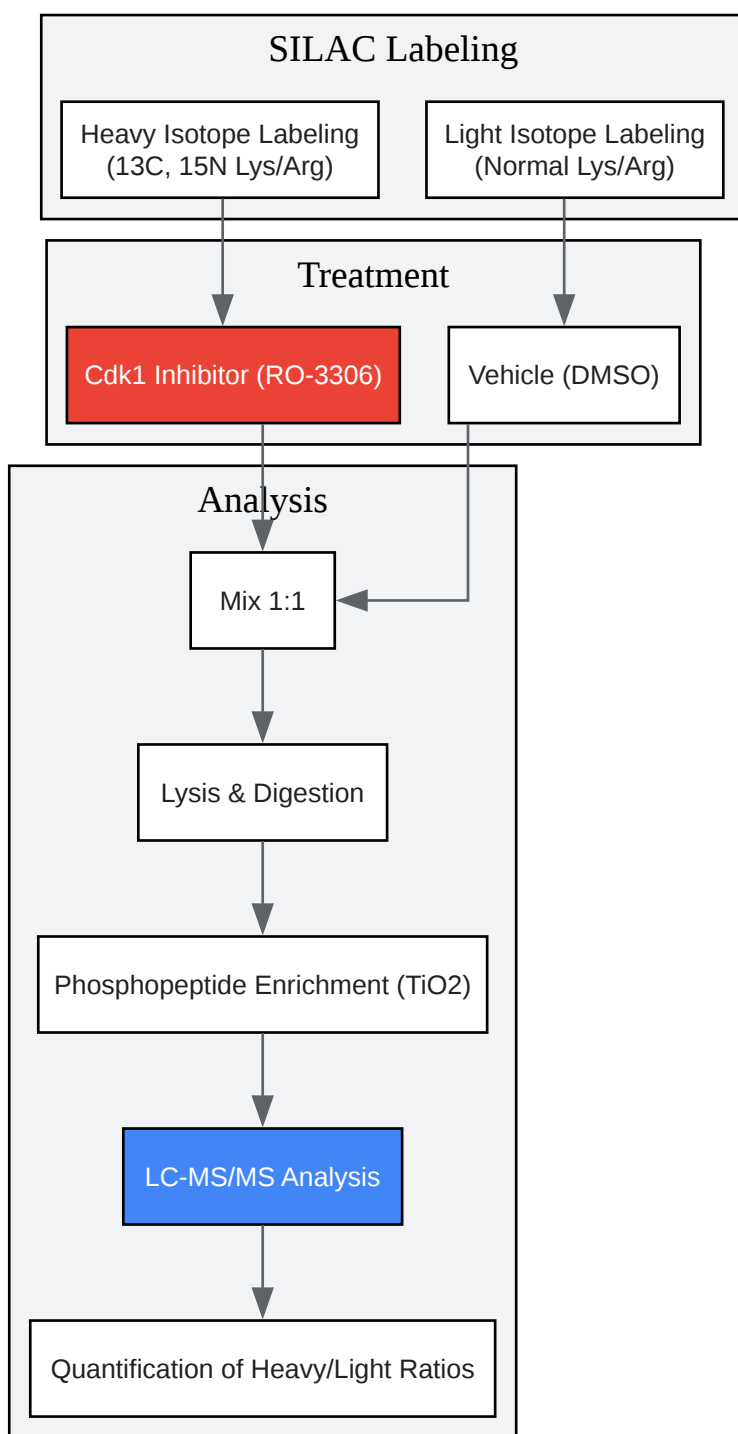 SILAC Labeling
Heavy Isotope Labeling
(13C, 15N Lys/Arg)
Light Isotope Labeling
(Normal Lys/Arg)
Treatment
Cdk1 Inhibitor (RO-3306)
Vehicle (DMSO)
Analysis
Mix 1:1
Lysis & Digestion
Phosphopeptide Enrichment (TiO2)
LC-MS/MS Analysis
Quantification of Heavy/Light Ratios